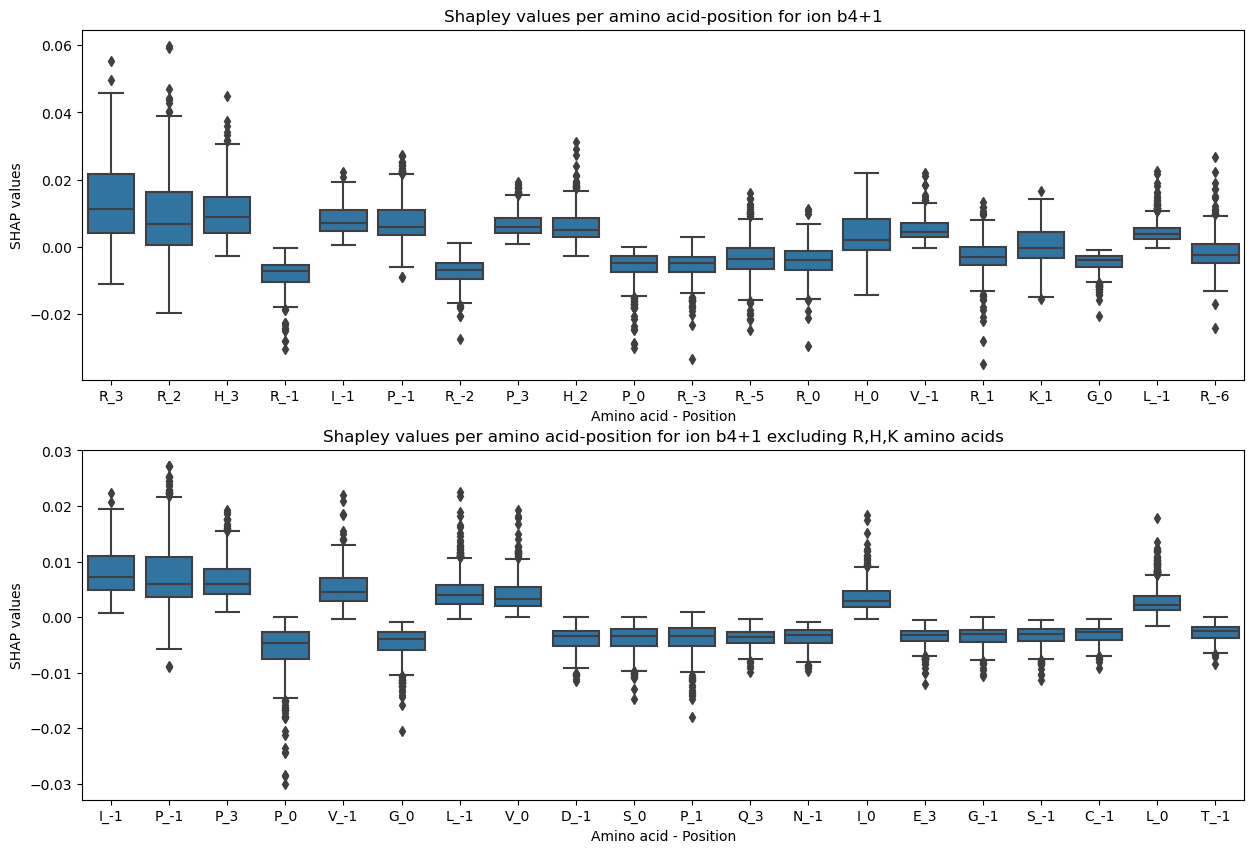 Shapley values per amino acid-position for ion b4+1
SHAP values
0.06
0.04
0.02
0.00
−0.02
R_3 R_2 H_3 R_-1 I_-1 P_-1 R_-2 P_3 H_2 P_0 R_-3 R_-5 R_0 H_0 V_-1 R_1 K_1 G_0 L_-1 R_-6
Amino acid - Position
Shapley values per amino acid-position for ion b4+1 excluding R,H,K amino acids
SHAP values
0.03
0.02
0.01
0.00
−0.01
−0.02
−0.03
I_-1 P_-1 P_3 P_0 V_-1 G_0 L_-1 V_0 D_-1 S_0 P_1 Q_3 N_-1 I_0 E_3 G_-1 S_-1 C_-1 L_0 T_-1
Amino acid - Position